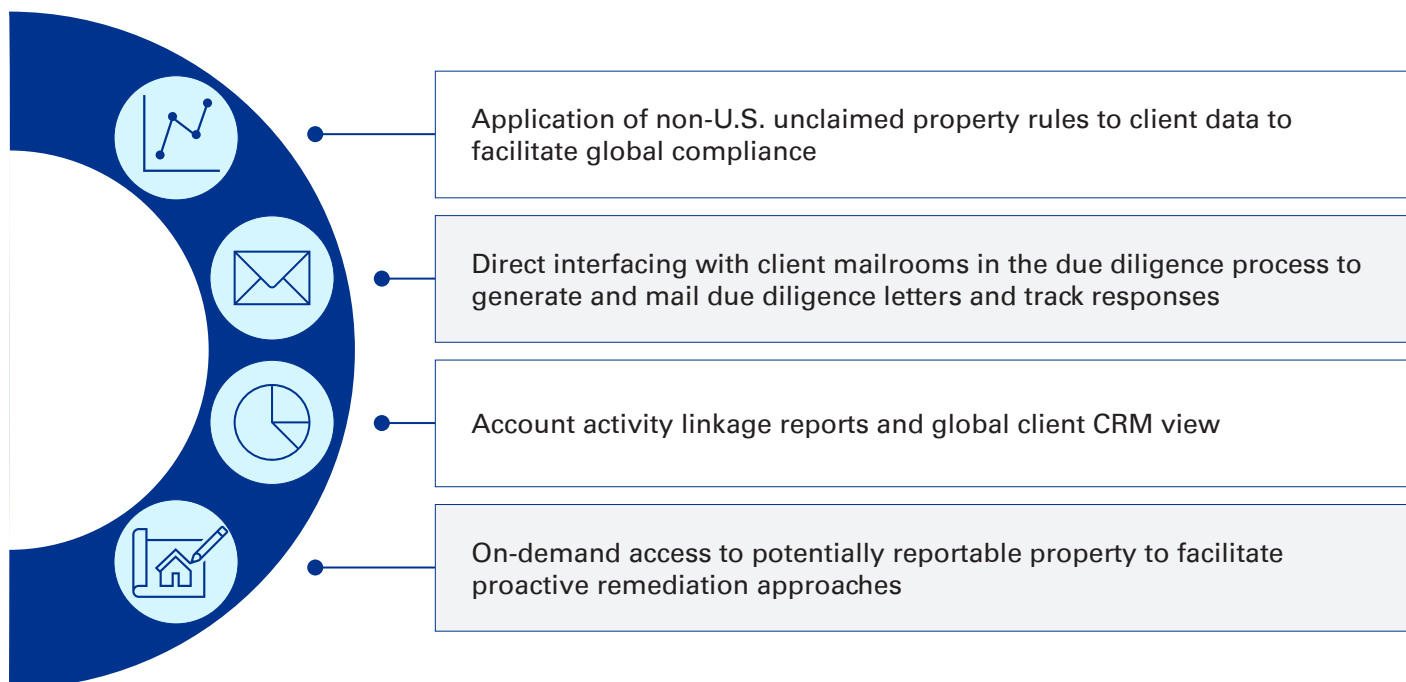 Application of non-U.S. unclaimed property rules to client data to
facilitate global compliance
Direct interfacing with client mailrooms in the due diligence process to
generate and mail due diligence letters and track responses
Account activity linkage reports and global client CRM view
On-demand access to potentially reportable property to facilitate
proactive remediation approaches